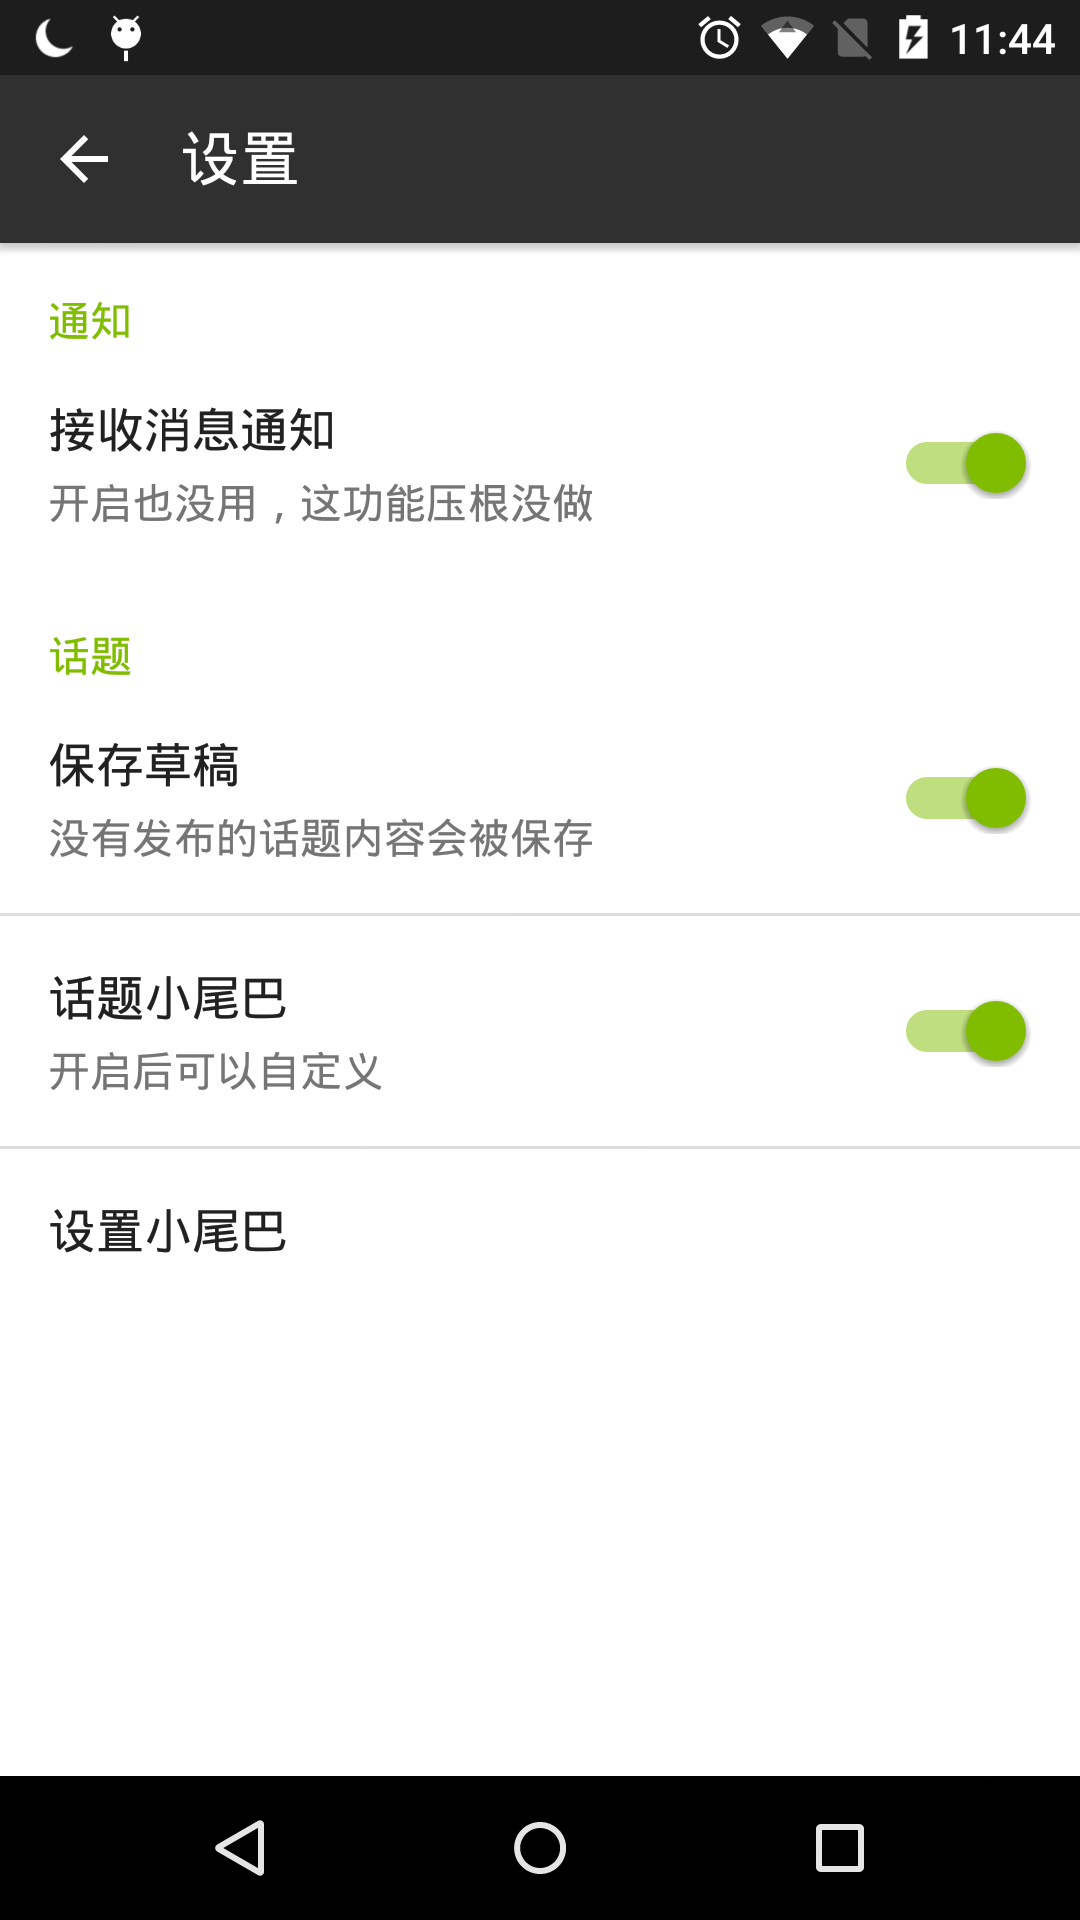 11:44
设置
通知
接收消息通知
开启也没用，这功能压根没做
话题
保存草稿
没有发布的话题内容会被保存
话题小尾巴
开启后可以自定义
设置小尾巴